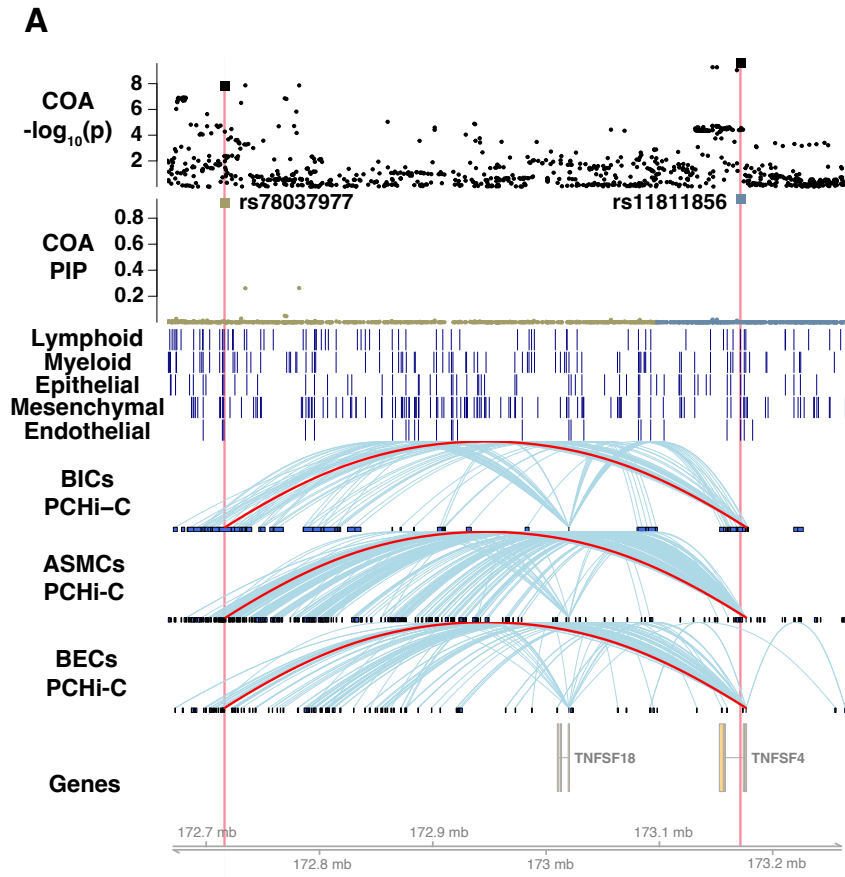 A
COA
-log10(p)
8
6
4
2
rs78037977
rs11811856
COA
PIP
0.8
0.6
0.4
0.2
Lymphoid
Myeloid
Epithelial
Mesenchymal
Endothelial
BICs
PCHi–C
ASMCs
PCHi-C
BECs
PCHi-C
Genes
TNFSF18
TNFSF4
172.7 mb
172.9 mb
173.1 mb
172.8 mb
173 mb
173.2 mb